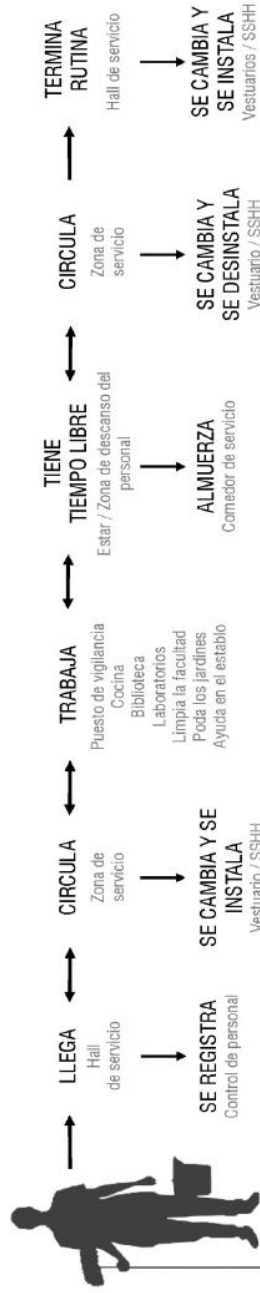 LLEGA
Hall
de servicio
SE REGISTRA
Control de personal
CIRCULA
Zona de
servicio
SE CAMBIA Y SE
INSTALA
Vestuario / SSHH
TRABAJA
Puesto de vigilancia
Cocina
Biblioteca
Laboratorios
Limpia la facultad
Poda los jardines
Ayuda en el establo
TIENE
TIEMPO LIBRE
Estar / Zona de descanso del
personal
ALMUERZA
Comedor de servicio
CIRCULA
Zona de
servicio
SE CAMBIA Y
SE DESINSTALA
Vestuario / SSHH
TERMINA
RUTINA
Hall de servicio
SE CAMBIA Y
SE INSTALA
Vestuarios / SSHH